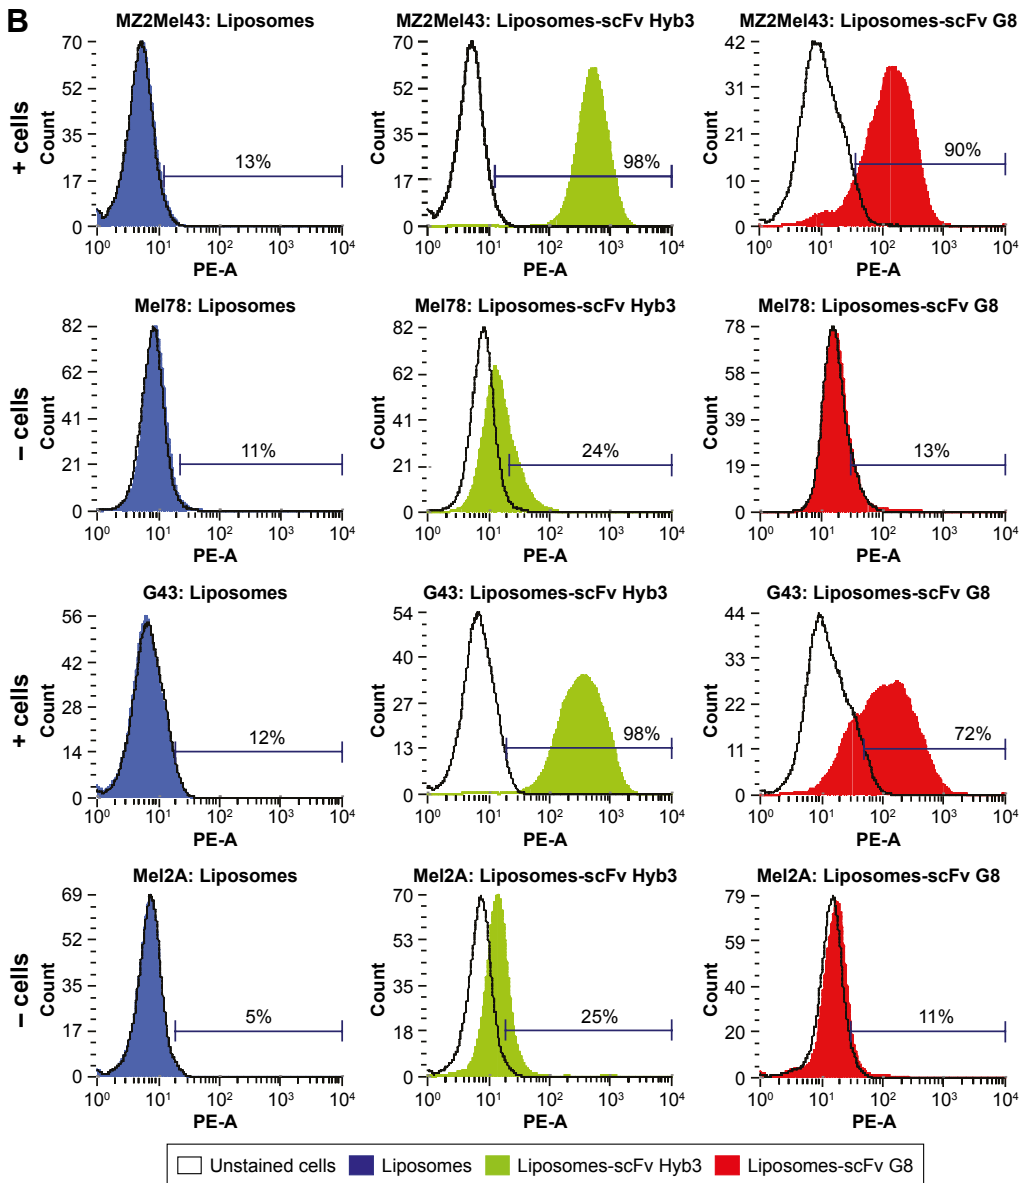 B
+ cells
MZ2Mel43: Liposomes
Count
70
52
35
17
0
13%
10⁰ 10¹ 10² 10³ 10⁴
PE-A
MZ2Mel43: Liposomes-scFv Hyb3
Count
70
52
35
17
0
98%
10⁰ 10¹ 10² 10³ 10⁴
PE-A
MZ2Mel43: Liposomes-scFv G8
Count
42
31
21
10
0
90%
10⁰ 10¹ 10² 10³ 10⁴
PE-A
– cells
Mel78: Liposomes
Count
82
62
41
21
0
11%
10⁰ 10¹ 10² 10³ 10⁴
PE-A
Mel78: Liposomes-scFv Hyb3
Count
82
62
41
21
0
24%
10⁰ 10¹ 10² 10³ 10⁴
PE-A
Mel78: Liposomes-scFv G8
Count
78
58
39
19
0
13%
10⁰ 10¹ 10² 10³ 10⁴
PE-A
+ cells
G43: Liposomes
Count
56
42
28
14
0
12%
10⁰ 10¹ 10² 10³ 10⁴
PE-A
G43: Liposomes-scFv Hyb3
Count
54
40
27
13
0
98%
10⁰ 10¹ 10² 10³ 10⁴
PE-A
G43: Liposomes-scFv G8
Count
44
33
22
11
0
72%
10⁰ 10¹ 10² 10³ 10⁴
PE-A
– cells
Mel2A: Liposomes
Count
69
52
35
17
0
5%
10⁰ 10¹ 10² 10³ 10⁴
PE-A
Mel2A: Liposomes-scFv Hyb3
Count
70
53
35
18
0
25%
10⁰ 10¹ 10² 10³ 10⁴
PE-A
Mel2A: Liposomes-scFv G8
Count
79
59
40
20
0
11%
10⁰ 10¹ 10² 10³ 10⁴
PE-A
Unstained cells Liposomes Liposomes-scFv Hyb3 Liposomes-scFv G8